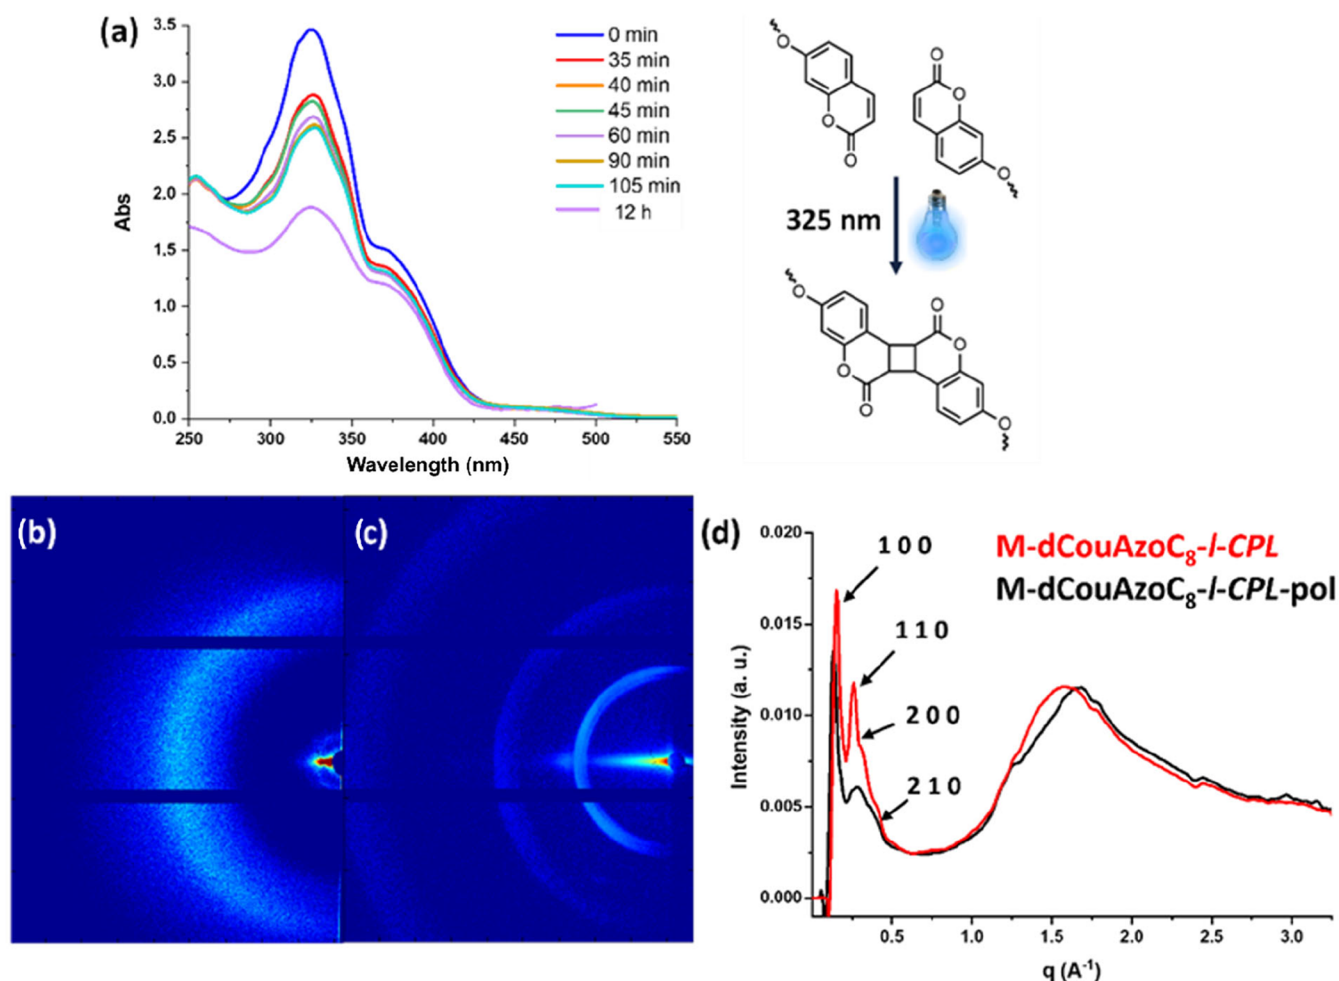 (a)
3.5
3.0
2.5
2.0
1.5
1.0
0.5
0.0
Abs
250 300 350 400 450 500 550
Wavelength (nm)
0 min
35 min
40 min
45 min
60 min
90 min
105 min
12 h
O
O
O
O
O
O
325 nm
O
O
O
O
O
O
(b)
(c)
(d)
0.020
0.015
0.010
0.005
0.000
Intensity (a. u.)
1 0 0
1 1 0
2 0 0
2 1 0
M-dCouAzoC₈-l-CPL
M-dCouAzoC₈-l-CPL-pol
0.5 1.0 1.5 2.0 2.5 3.0
q (A⁻¹)